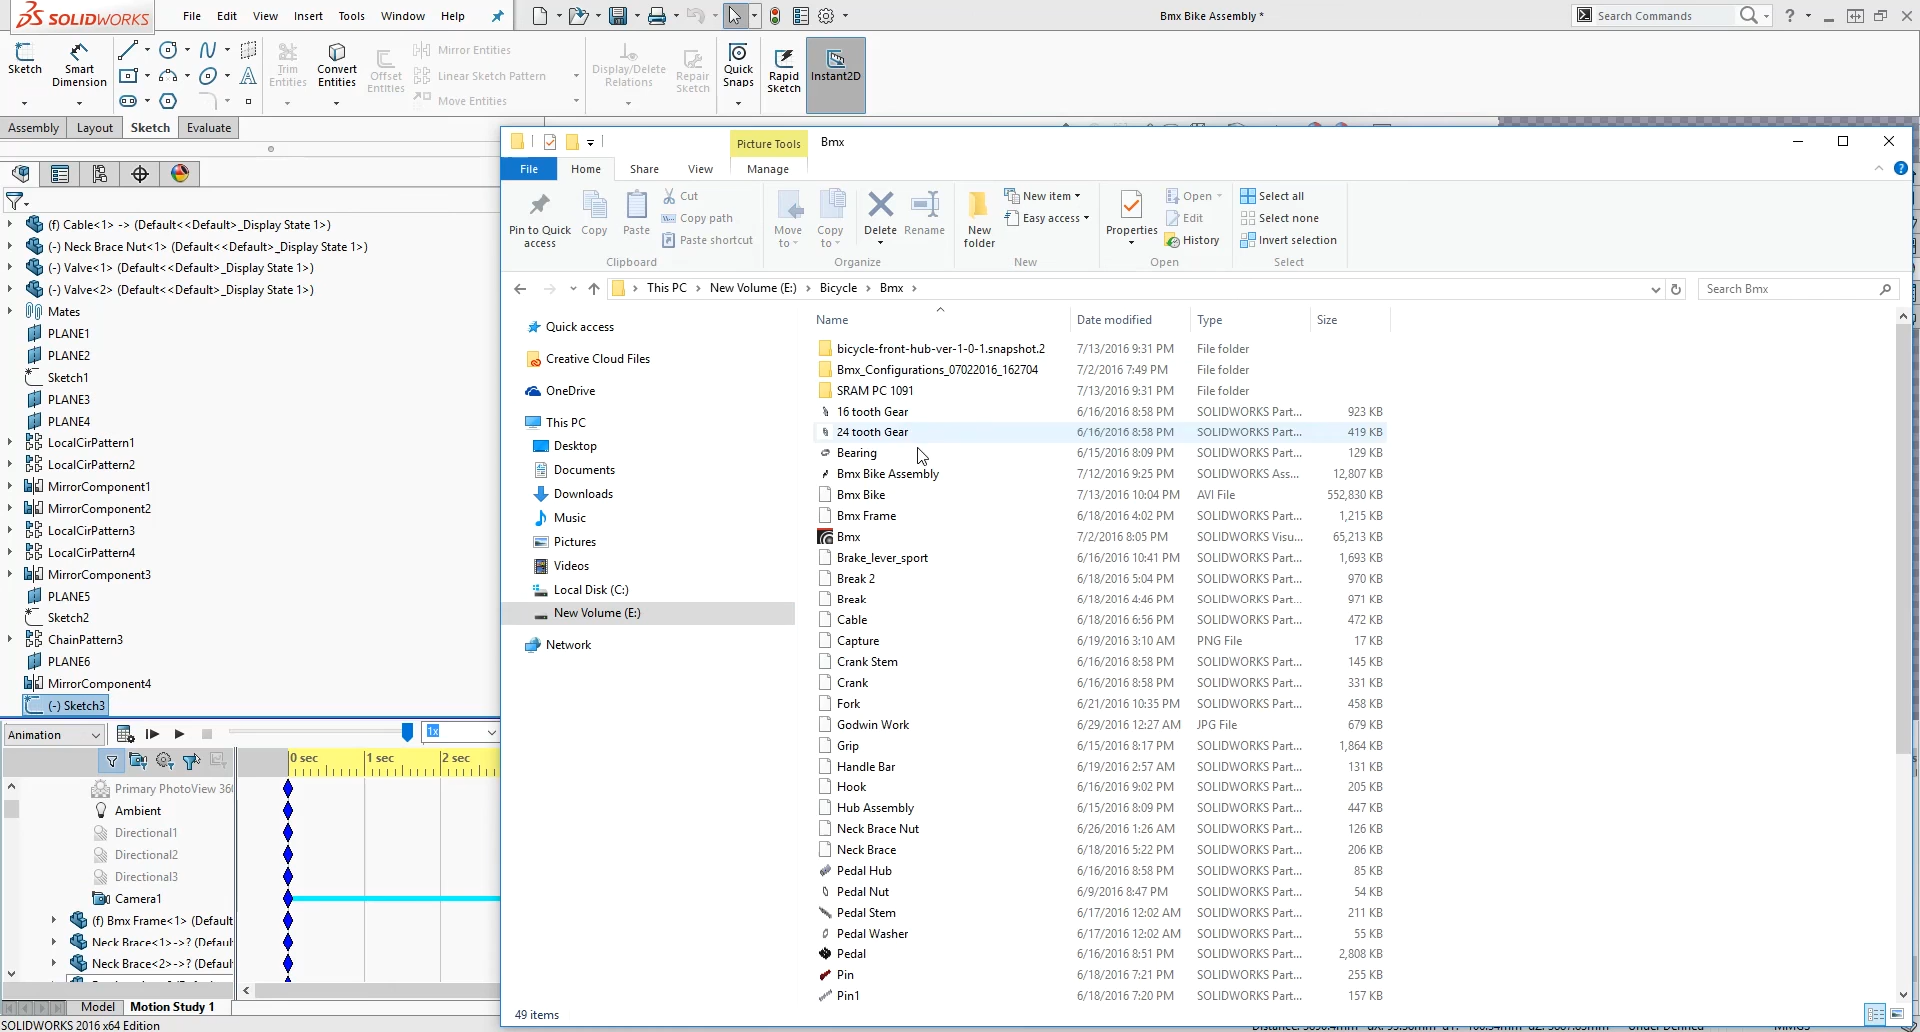 SOLIDWORKS File Edit View Insert Tools Window Help Bmx Bike Assembly * Search Commands ?
Sketch Smart Dimension Trim Entities Convert Entities Offset Entities Mirror Entities Linear Sketch Pattern Move Entities Display/Delete Relations Repair Sketch Quick Snaps Rapid Sketch Instant2D
Assembly Layout Sketch Evaluate
(f) Cable<1> -> (Default<<Default>_Display State 1>)
(-) Neck Brace Nut<1> (Default<<Default>_Display State 1>)
(-) Valve<1> (Default<<Default>_Display State 1>)
(-) Valve<2> (Default<<Default>_Display State 1>)
Mates
PLANE1
PLANE2
Sketch1
PLANE3
PLANE4
LocalCirPattern1
LocalCirPattern2
MirrorComponent1
MirrorComponent2
LocalCirPattern3
LocalCirPattern4
MirrorComponent3
PLANE5
Sketch2
ChainPattern3
PLANE6
MirrorComponent4
(-) Sketch3
Animation 1x
0 sec 1 sec 2 sec
Primary PhotoView 36
Ambient
Directional1
Directional2
Directional3
Camera1
(f) Bmx Frame<1> (Default
Neck Brace<1>->? (Defaul
Neck Brace<2>->? (Defaul
Model Motion Study 1
SOLIDWORKS 2016 x64 Edition
Picture Tools Bmx
File Home Share View Manage
Pin to Quick access Copy Paste Cut Copy path Paste shortcut Move to Copy to Delete Rename New folder New item Easy access Properties Open Edit History Select all Select none Invert selection
Clipboard Organize New Open Select
This PC New Volume (E:) Bicycle Bmx Search Bmx
Quick access
Creative Cloud Files
OneDrive
This PC
Desktop
Documents
Downloads
Music
Pictures
Videos
Local Disk (C:)
New Volume (E:)
Network
Name Date modified Type Size
bicycle-front-hub-ver-1-0-1.snapshot.2 7/13/2016 9:31 PM File folder
Bmx_Configurations_07022016_162704 7/2/2016 7:49 PM File folder
SRAM PC 1091 7/13/2016 9:31 PM File folder
16 tooth Gear 6/16/2016 8:58 PM SOLIDWORKS Part... 923 KB
24 tooth Gear 6/16/2016 8:58 PM SOLIDWORKS Part... 419 KB
Bearing 6/15/2016 8:09 PM SOLIDWORKS Part... 129 KB
Bmx Bike Assembly 7/12/2016 9:25 PM SOLIDWORKS Ass... 12,807 KB
Bmx Bike 7/13/2016 10:04 PM AVI File 552,830 KB
Bmx Frame 6/18/2016 4:02 PM SOLIDWORKS Part... 1,215 KB
Bmx 7/2/2016 8:05 PM SOLIDWORKS Visu... 65,213 KB
Brake_lever_sport 6/16/2016 10:41 PM SOLIDWORKS Part... 1,693 KB
Break 2 6/18/2016 5:04 PM SOLIDWORKS Part... 970 KB
Break 6/18/2016 4:46 PM SOLIDWORKS Part... 971 KB
Cable 6/18/2016 6:56 PM SOLIDWORKS Part... 472 KB
Capture 6/19/2016 3:10 AM PNG File 17 KB
Crank Stem 6/16/2016 8:58 PM SOLIDWORKS Part... 145 KB
Crank 6/16/2016 8:58 PM SOLIDWORKS Part... 331 KB
Fork 6/21/2016 10:35 PM SOLIDWORKS Part... 458 KB
Godwin Work 6/29/2016 12:27 AM JPG File 679 KB
Grip 6/15/2016 8:17 PM SOLIDWORKS Part... 1,864 KB
Handle Bar 6/19/2016 2:57 AM SOLIDWORKS Part... 131 KB
Hook 6/16/2016 9:02 PM SOLIDWORKS Part... 205 KB
Hub Assembly 6/15/2016 8:09 PM SOLIDWORKS Part... 447 KB
Neck Brace Nut 6/26/2016 1:26 AM SOLIDWORKS Part... 126 KB
Neck Brace 6/18/2016 5:22 PM SOLIDWORKS Part... 206 KB
Pedal Hub 6/16/2016 8:58 PM SOLIDWORKS Part... 85 KB
Pedal Nut 6/9/2016 8:47 PM SOLIDWORKS Part... 54 KB
Pedal Stem 6/17/2016 12:02 AM SOLIDWORKS Part... 211 KB
Pedal Washer 6/17/2016 12:02 AM SOLIDWORKS Part... 55 KB
Pedal 6/16/2016 8:51 PM SOLIDWORKS Part... 2,808 KB
Pin 6/18/2016 7:21 PM SOLIDWORKS Part... 255 KB
Pin1 6/18/2016 7:20 PM SOLIDWORKS Part... 157 KB
49 items